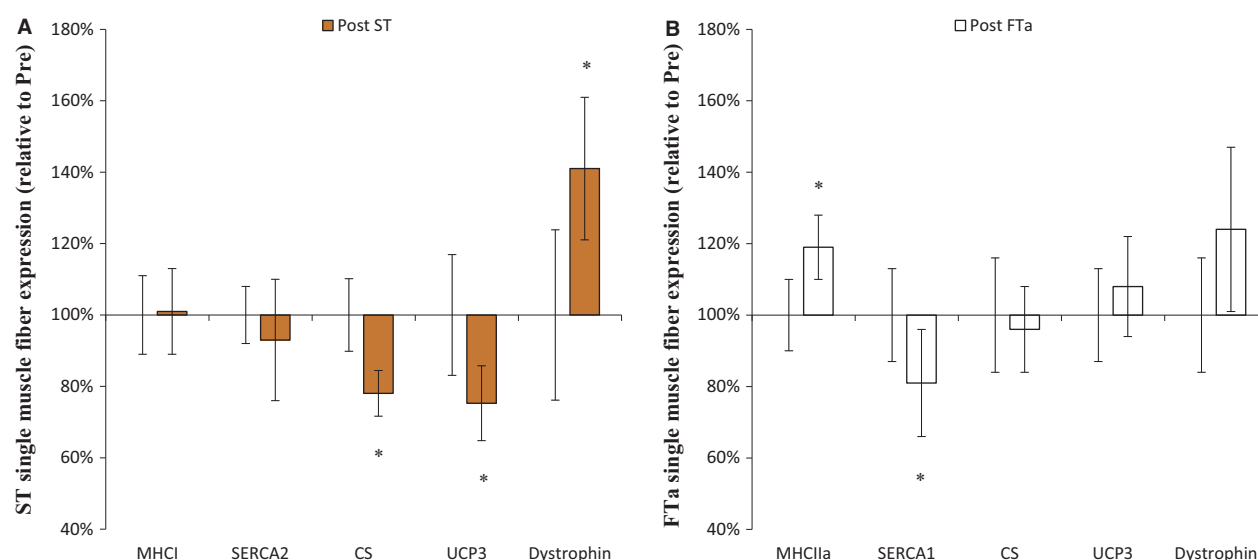 A
Post ST
ST single muscle fiber expression (relative to Pre)
180%
160%
140%
120%
100%
80%
60%
40%
*
*
*
MHCI SERCA2 CS UCP3 Dystrophin
B
Post FTa
FTa single muscle fiber expression (relative to Pre)
180%
160%
140%
120%
100%
80%
60%
40%
*
*
MHCIIa SERCA1 CS UCP3 Dystrophin